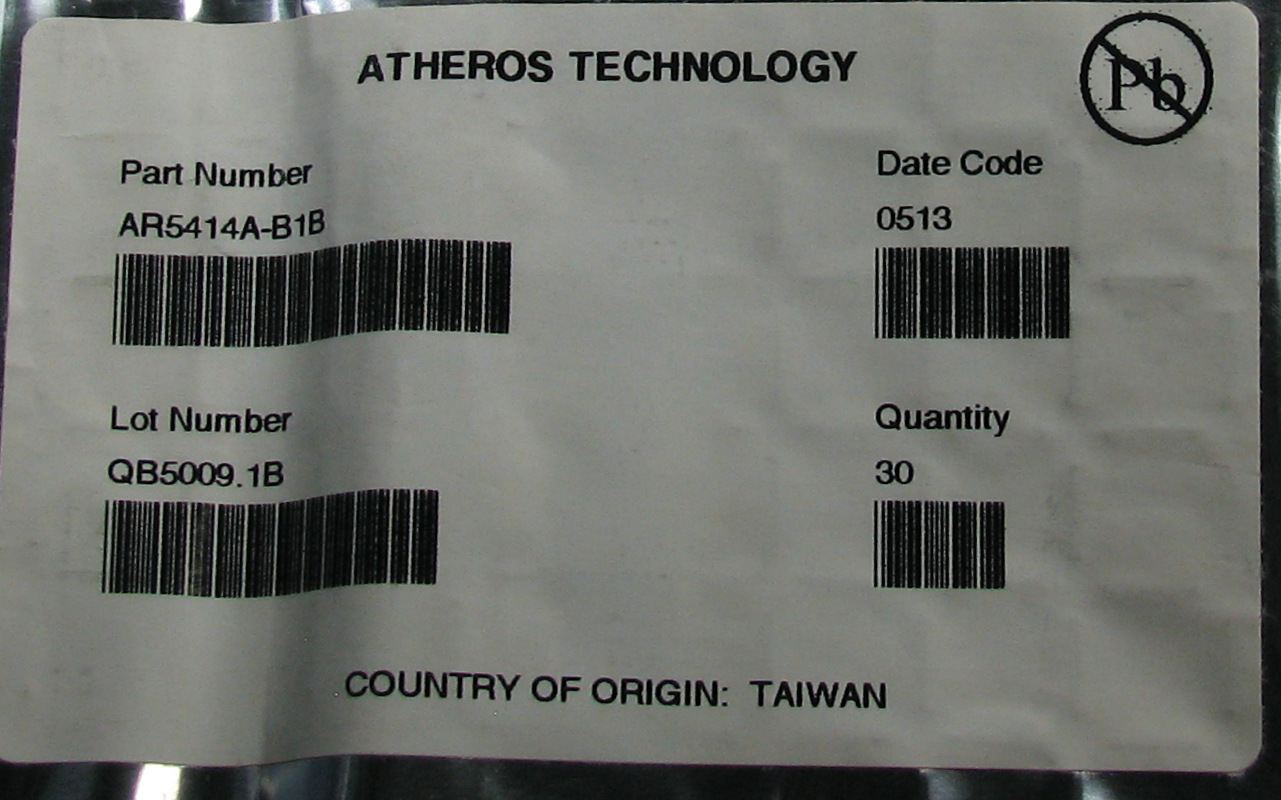 ATHEROS TECHNOLOGY
Pb
Part Number
AR5414A-B1B
Date Code
0513
Lot Number
QB5009.1B
Quantity
30
COUNTRY OF ORIGIN: TAIWAN